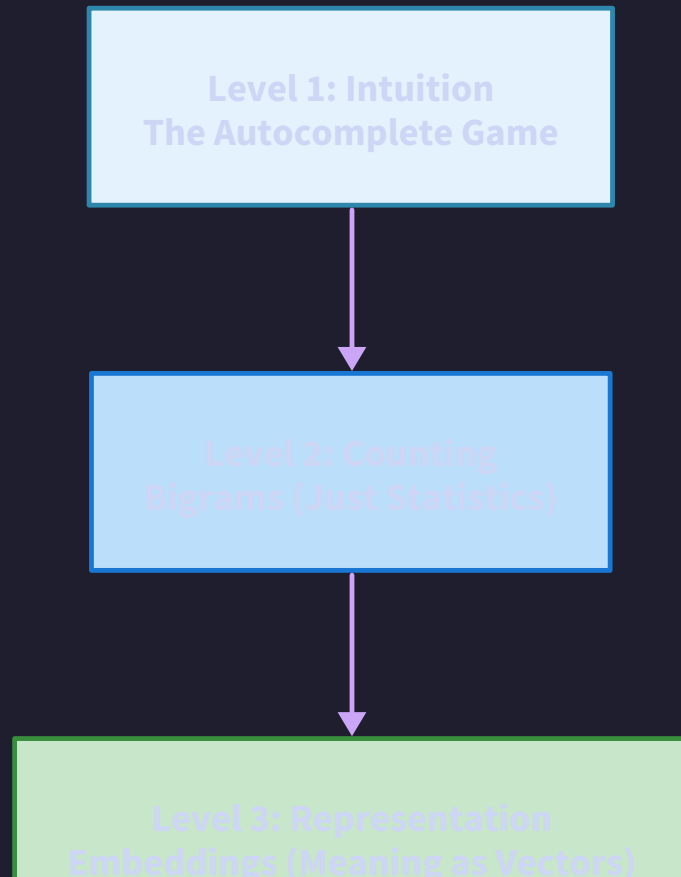 Level 1: Intuition
The Autocomplete Game
Level 2: Counting
Bigrams (Just Statistics)
Level 3: Representation
Embeddings (Meaning as Vectors)